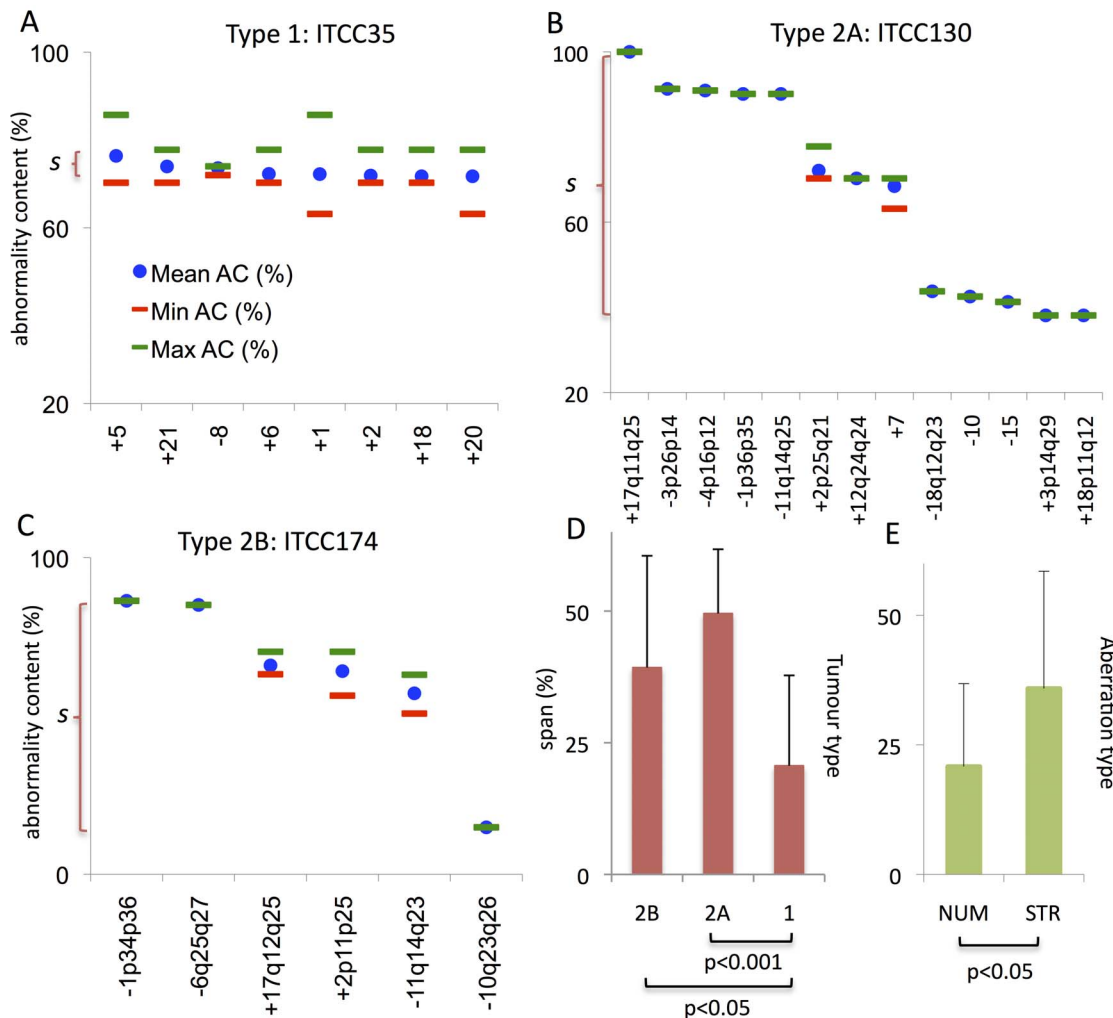 A
Type 1: ITCC35
abnormality content (%)
100
60
20
s
Mean AC (%)
Min AC (%)
Max AC (%)
+5
+21
-8
+6
+1
+2
+18
+20
B
Type 2A: ITCC130
100
60
20
s
+17q11q25
-3p26p14
-4p16p12
-1p36p35
-11q14q25
+2p25q21
+12q24q24
+7
-18q12q23
-10
-15
+3p14q29
+18p11q12
C
Type 2B: ITCC174
abnormality content (%)
100
0
s
-1p34p36
-6q25q27
+17q12q25
+2p11p25
-11q14q23
-10q23q26
D
span (%)
50
25
0
2B
2A
1
Tumour type
p<0.001
p<0.05
E
50
25
0
NUM
STR
Aberration type
p<0.05